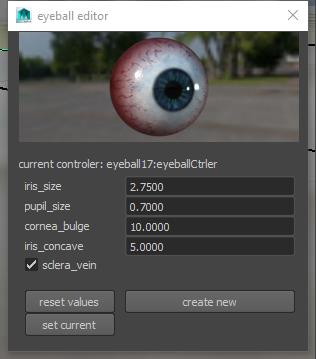 eyeball editor
current controler: eyeball17:eyeballCtrler
iris_size 2.7500
pupil_size 0.7000
cornea_bulge 10.0000
iris_concave 5.0000
sclera_vein
reset values create new
set current